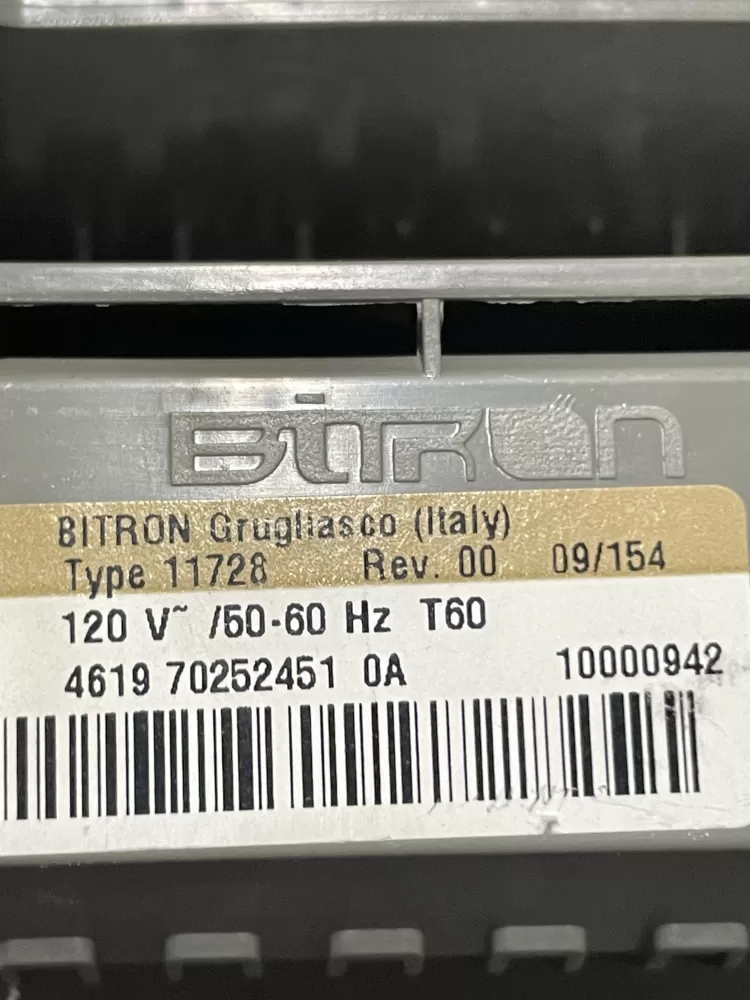 BiTRON
BITRON Grugliasco (Italy)
Type 11728 Rev. 00 09/154
120 V~ /50-60 Hz T60
4619 70252451 0A 10000942